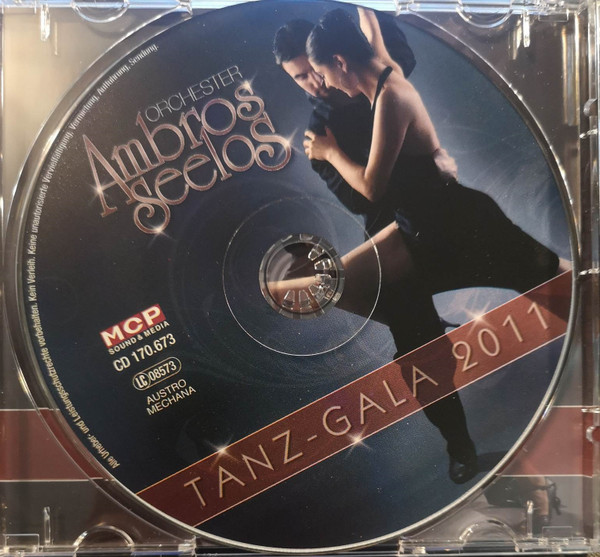 ORCHESTER
Ambros
Seelos
MCP
SOUND & MEDIA
CD 170.673
LC 08573
AUSTRO
MECHANA
TANZ-GALA 2011
Alle Urheber- und Leistungsschutzrechte vorbehalten. Kein Verleih. Keine unautorisierte Vervielfältigung, Vermietung, Aufführung, Sendung.